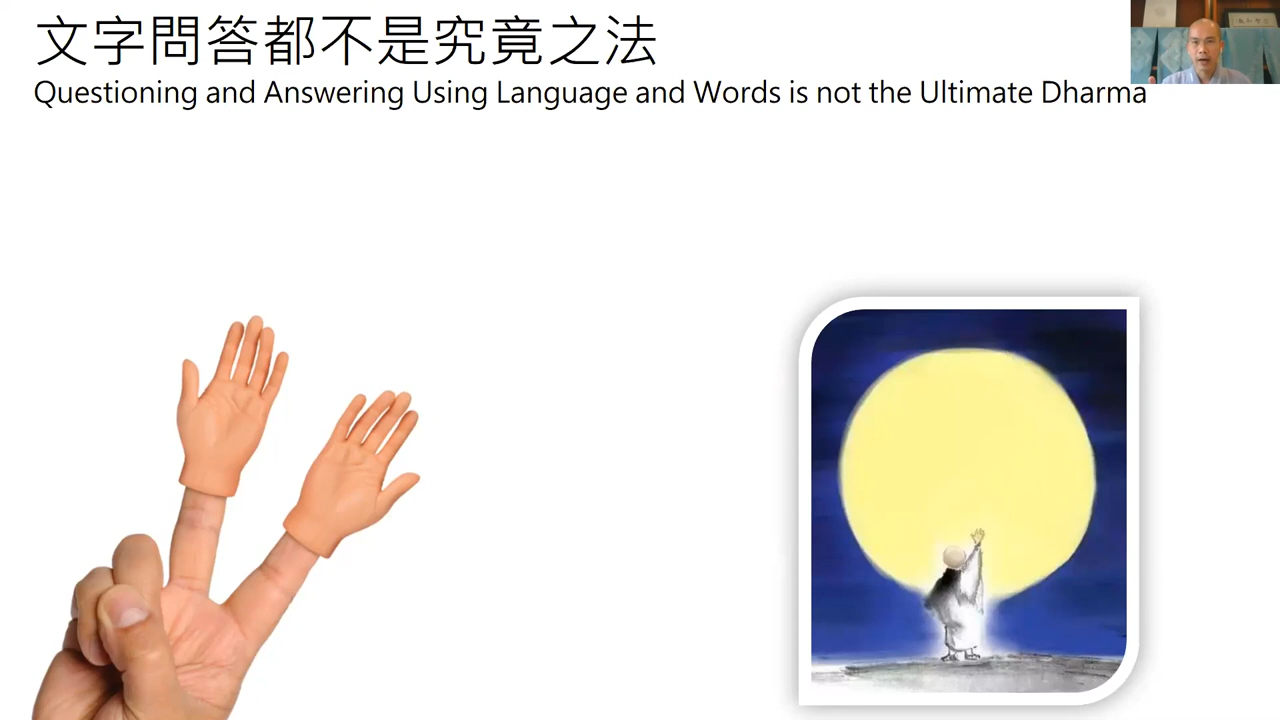 文字問答都不是究竟之法
Questioning and Answering Using Language and Words is not the Ultimate Dharma